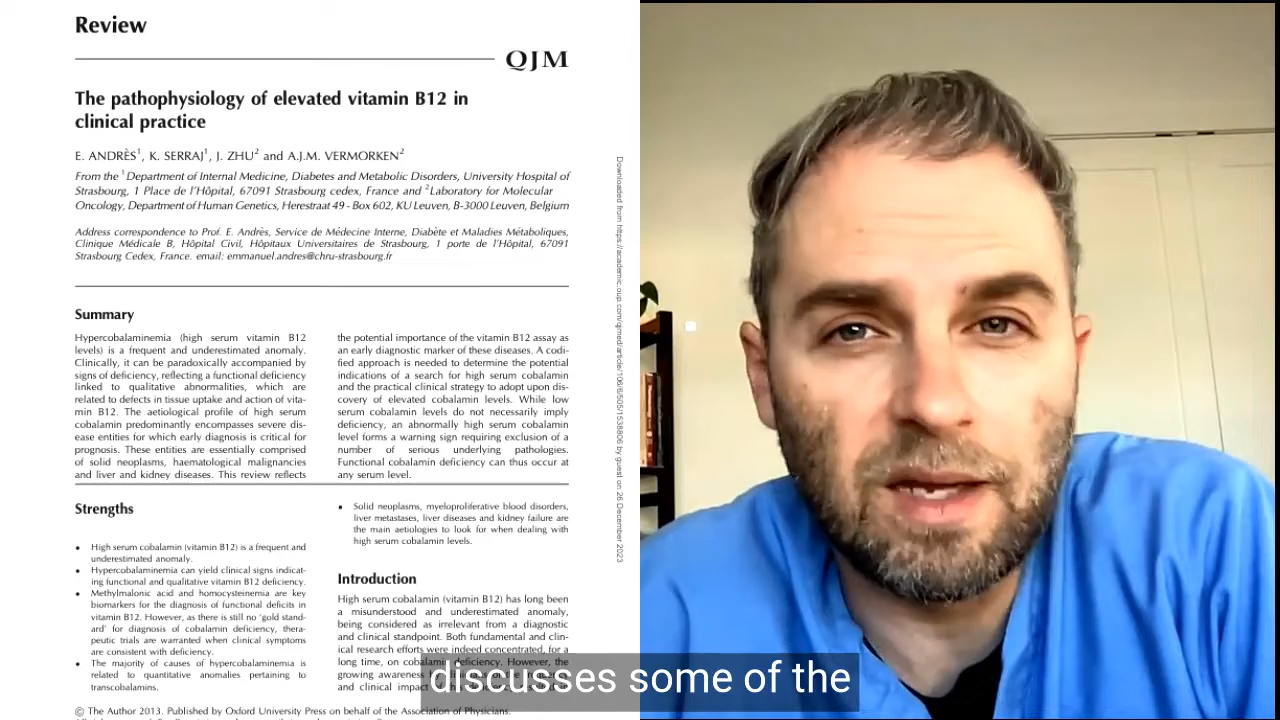 Review
QJM
The pathophysiology of elevated vitamin B12 in
clinical practice
E. ANDRÈS1, K. SERRAJ1, J. ZHU2 and A.J.M. VERMORKEN2
From the 1Department of Internal Medicine, Diabetes and Metabolic Disorders, University Hospital of
Strasbourg, 1 Place de l'Hôpital, 67091 Strasbourg cedex, France and 2Laboratory for Molecular
Oncology, Department of Human Genetics, Herestraat 49 - Box 602, KU Leuven, B-3000 Leuven, Belgium
Address correspondence to Prof. E. Andrès, Service de Médecine Interne, Diabète et Maladies Métaboliques,
Clinique Médicale B, Hôpital Civil, Hôpitaux Universitaires de Strasbourg, 1 porte de l'Hôpital, 67091
Strasbourg Cedex, France. email: emmanuel.andres@chru-strasbourg.fr
Summary
Hypercobalaminemia (high serum vitamin B12
levels) is a frequent and underestimated anomaly.
Clinically, it can be paradoxically accompanied by
signs of deficiency, reflecting a functional deficiency
linked to qualitative abnormalities, which are
related to defects in tissue uptake and action of vita-
min B12. The aetiological profile of high serum
cobalamin predominantly encompasses severe dis-
ease entities for which early diagnosis is critical for
prognosis. These entities are essentially comprised
of solid neoplasms, haematological malignancies
and liver and kidney diseases. This review reflects
the potential importance of the vitamin B12 assay as
an early diagnostic marker of these diseases. A codi-
fied approach is needed to determine the potential
indications of a search for high serum cobalamin
and the practical clinical strategy to adopt upon dis-
covery of elevated cobalamin levels. While low
serum cobalamin levels do not necessarily imply
deficiency, an abnormally high serum cobalamin
level forms a warning sign requiring exclusion of a
number of serious underlying pathologies.
Functional cobalamin deficiency can thus occur at
any serum level.
Strengths
• High serum cobalamin (vitamin B12) is a frequent and
underestimated anomaly.
• Hypercobalaminemia can yield clinical signs indicat-
ing functional and qualitative vitamin B12 deficiency.
• Methylmalonic acid and homocysteinemia are key
biomarkers for the diagnosis of functional deficits in
vitamin B12. However, as there is still no 'gold stand-
ard' for diagnosis of cobalamin deficiency, thera-
peutic trials are warranted when clinical symptoms
are consistent with deficiency.
• The majority of causes of hypercobalaminemia is
related to quantitative anomalies pertaining to
transcobalamins.
• Solid neoplasms, myeloproliferative blood disorders,
liver metastases, liver diseases and kidney failure are
the main aetiologies to look for when dealing with
high serum cobalamin levels.
Introduction
High serum cobalamin (vitamin B12) has long been
a misunderstood and underestimated anomaly,
being considered as irrelevant from a diagnostic
and clinical standpoint. Both fundamental and clin-
ical research efforts were indeed concentrated, for a
long time, on cobalamin deficiency. However, the
growing awareness
and clinical impact
© The Author 2013. Published by Oxford University Press on behalf of the Association of Physicians.
Downloaded from https://academic.oup.com/qjmed/article/106/6/505/1538806 by guest on 26 December 2023
discusses some of the